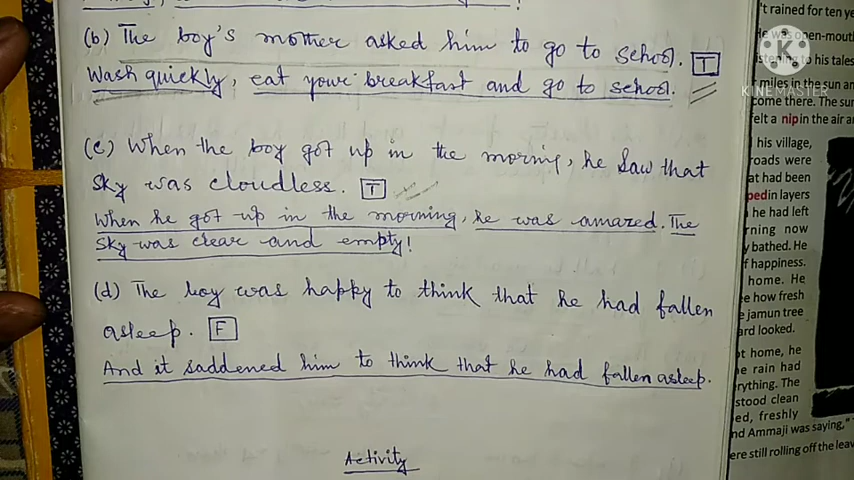 (b) The boy's mother asked him to go to school. T
Wash quickly, eat your breakfast and go to school.
(c) When the boy got up in the morning, he saw that
sky was cloudless. T
When he got up in the morning, he was amazed. The
sky was clear and empty!
(d) The boy was happy to think that he had fallen
asleep. F
And it saddened him to think that he had fallen asleep.
Activity
't rained for ten ye
was open-mout
to his tales
miles in the sun an
come there. The sun
felt a nip in the air a
his village,
roads were
at had been
ped in layers
he had left
rning now
y bathed. He
f happiness.
home. He
e how fresh
e jamun tree
ard looked.
ot home, he
e rain had
rything. The
stood clean
ed, freshly
nd Ammaji was saying, "
ere still rolling off the leav
K
KINEMASTER